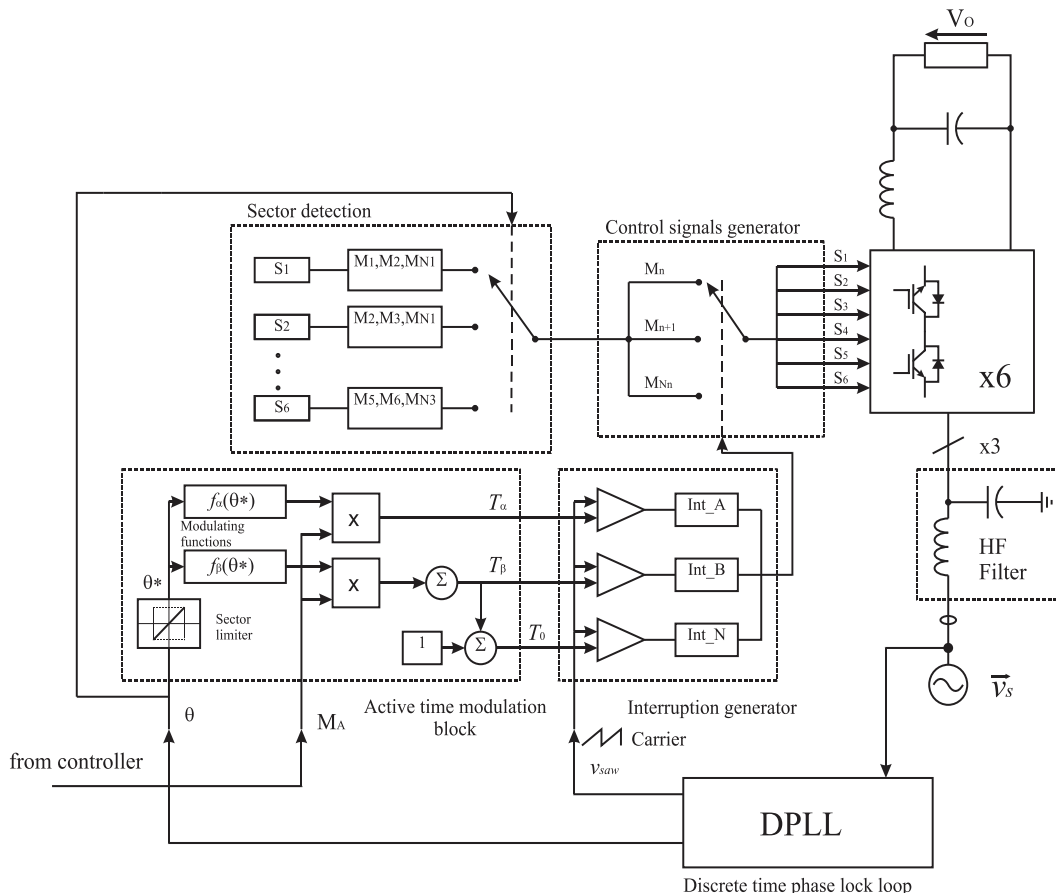 VO
Sector detection
S1
M1,M2,MN1
S2
M2,M3,MN1
S6
M5,M6,MN3
Control signals generator
Mn
Mn+1
MNn
S1
S2
S3
S4
S5
S6
x6
x3
HF
Filter
vs
fα(θ*)
Modulating
functions
fβ(θ*)
θ*
Sector
limiter
x
x
Σ
1
Σ
Tα
Tβ
T0
Int_A
Int_B
Int_N
θ
MA
Active time modulation
block
Interruption generator
Carrier
vsaw
from controller
DPLL
Discrete time phase lock loop